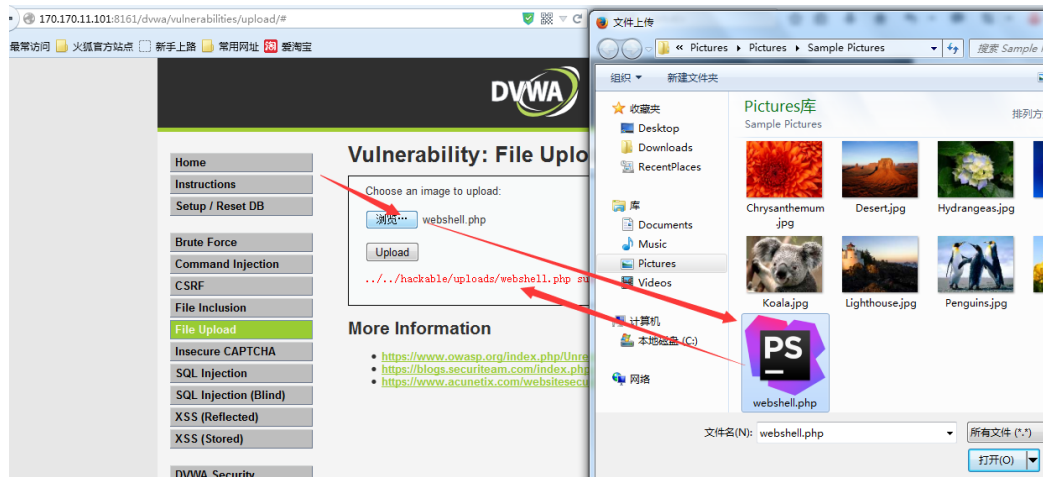 170.170.11.101:8161/dvwa/vulnerabilities/upload/#
最常访问 火狐官方站点 新手上路 常用网址 淘 爱淘宝
DVWA
Home
Instructions
Setup / Reset DB
Brute Force
Command Injection
CSRF
File Inclusion
File Upload
Insecure CAPTCHA
SQL Injection
SQL Injection (Blind)
XSS (Reflected)
XSS (Stored)
DVWA Security
Vulnerability: File Uplo
Choose an image to upload:
浏览… webshell.php
Upload
../../hackable/uploads/webshell.php su
More Information
https://www.owasp.org/index.php/Unre
https://blogs.securiteam.com/index.php
https://www.acunetix.com/websitesecu
文件上传
« Pictures Pictures Sample Pictures
搜索 Sample
组织 新建文件夹
收藏夹
Desktop
Downloads
RecentPlaces
库
Documents
Music
Pictures
Videos
计算机
本地磁盘 (C:)
网络
Pictures库
Sample Pictures
排列方
Chrysanthemum
.jpg
Desert.jpg
Hydrangeas.jpg
Koala.jpg
Lighthouse.jpg
Penguins.jpg
PS
webshell.php
文件名(N): webshell.php
所有文件 (*.*)
打开(O)